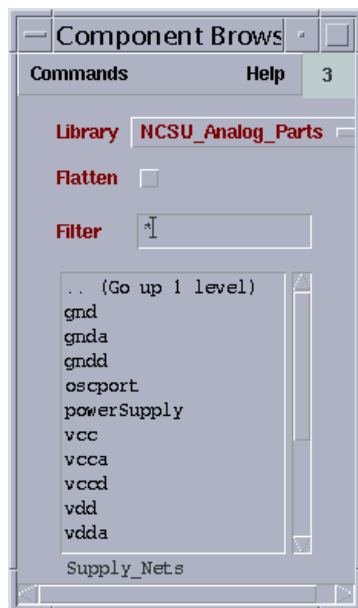 Component Brows
Commands Help 3
Library NCSU_Analog_Parts
Flatten
Filter *
.. (Go up 1 level)
gnd
gnda
gndd
oscport
powerSupply
vcc
vcca
vccd
vdd
vdda
Supply_Nets